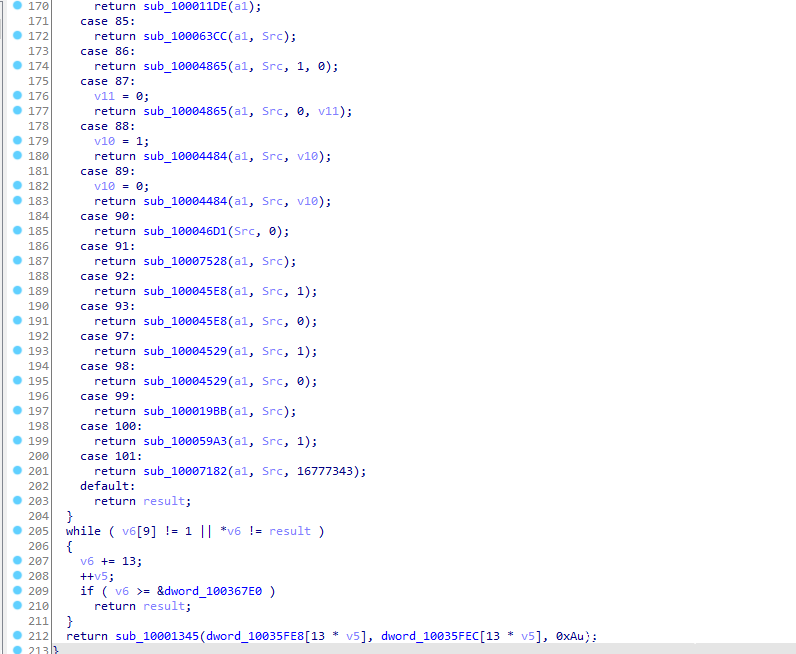 170 return sub_100011DE(a1);
171 case 85:
172 return sub_100063CC(a1, Src);
173 case 86:
174 return sub_10004865(a1, Src, 1, 0);
175 case 87:
176 v11 = 0;
177 return sub_10004865(a1, Src, 0, v11);
178 case 88:
179 v10 = 1;
180 return sub_10004484(a1, Src, v10);
181 case 89:
182 v10 = 0;
183 return sub_10004484(a1, Src, v10);
184 case 90:
185 return sub_100046D1(Src, 0);
186 case 91:
187 return sub_10007528(a1, Src);
188 case 92:
189 return sub_100045E8(a1, Src, 1);
190 case 93:
191 return sub_100045E8(a1, Src, 0);
192 case 97:
193 return sub_10004529(a1, Src, 1);
194 case 98:
195 return sub_10004529(a1, Src, 0);
196 case 99:
197 return sub_100019BB(a1, Src);
198 case 100:
199 return sub_100059A3(a1, Src, 1);
200 case 101:
201 return sub_10007182(a1, Src, 16777343);
202 default:
203 return result;
204 }
205 while ( v6[9] != 1 || *v6 != result )
206 {
207 v6 += 13;
208 ++v5;
209 if ( v6 >= &dword_100367E0 )
210 return result;
211 }
212 return sub_10001345(dword_10035FE8[13 * v5], dword_10035FEC[13 * v5], 0xAu);
213 }